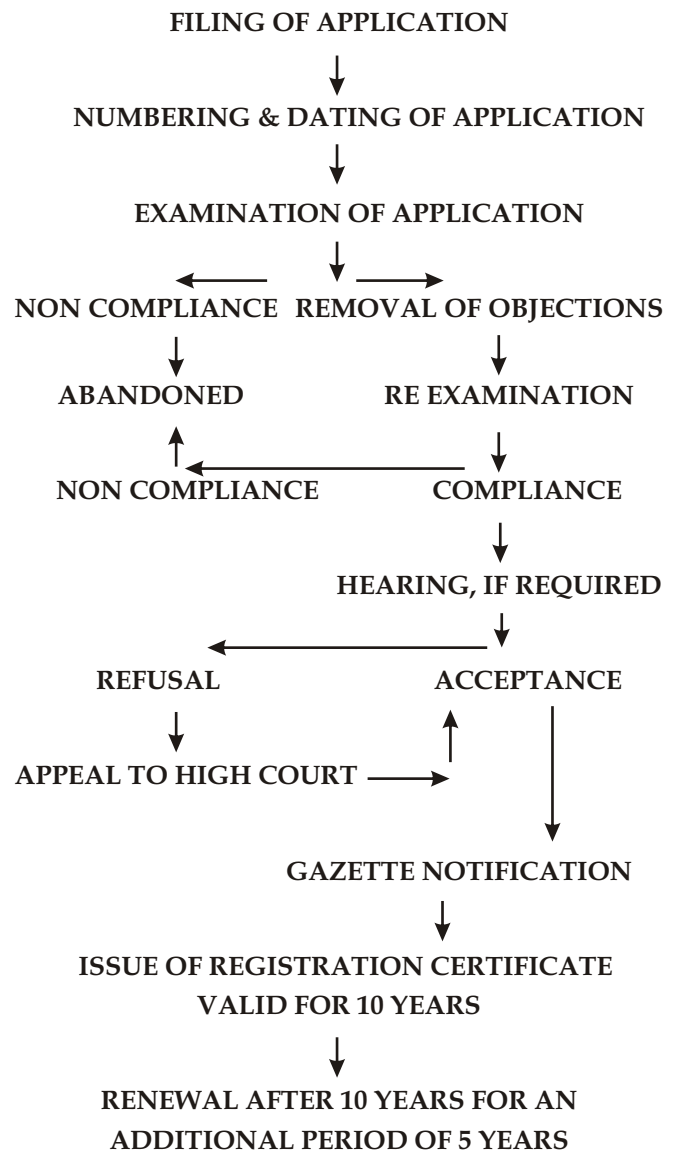 FILING OF APPLICATION
NUMBERING & DATING OF APPLICATION
EXAMINATION OF APPLICATION
NON COMPLIANCE REMOVAL OF OBJECTIONS
ABANDONED RE EXAMINATION
NON COMPLIANCE COMPLIANCE
HEARING, IF REQUIRED
REFUSAL ACCEPTANCE
APPEAL TO HIGH COURT
GAZETTE NOTIFICATION
ISSUE OF REGISTRATION CERTIFICATE
VALID FOR 10 YEARS
RENEWAL AFTER 10 YEARS FOR AN
ADDITIONAL PERIOD OF 5 YEARS